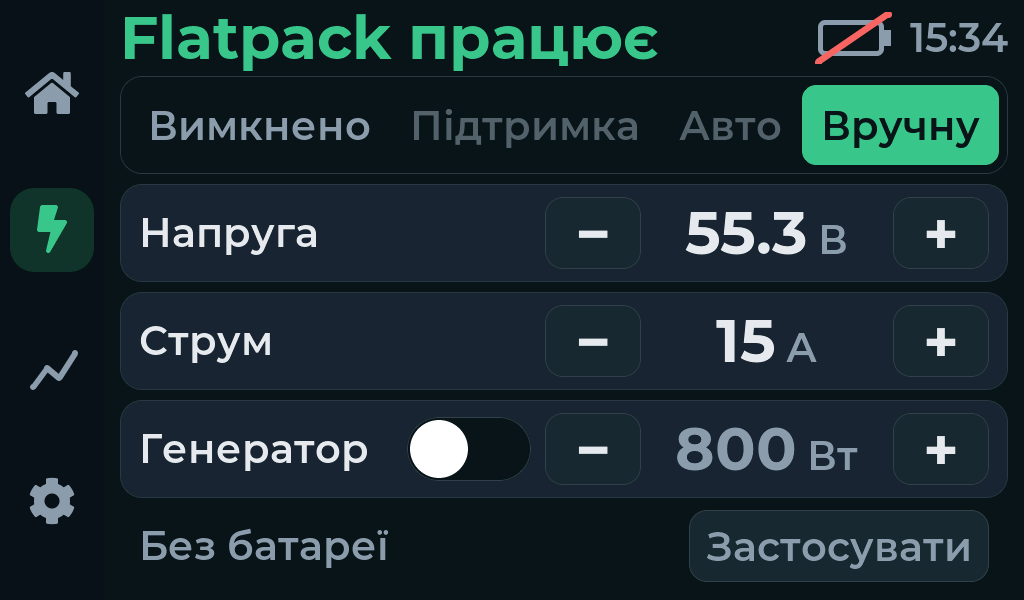 Flatpack працює 15:34
Вимкнено Підтримка Авто Вручну
Напруга − 55.3 В +
Струм − 15 А +
Генератор − 800 Вт +
Без батареї Застосувати